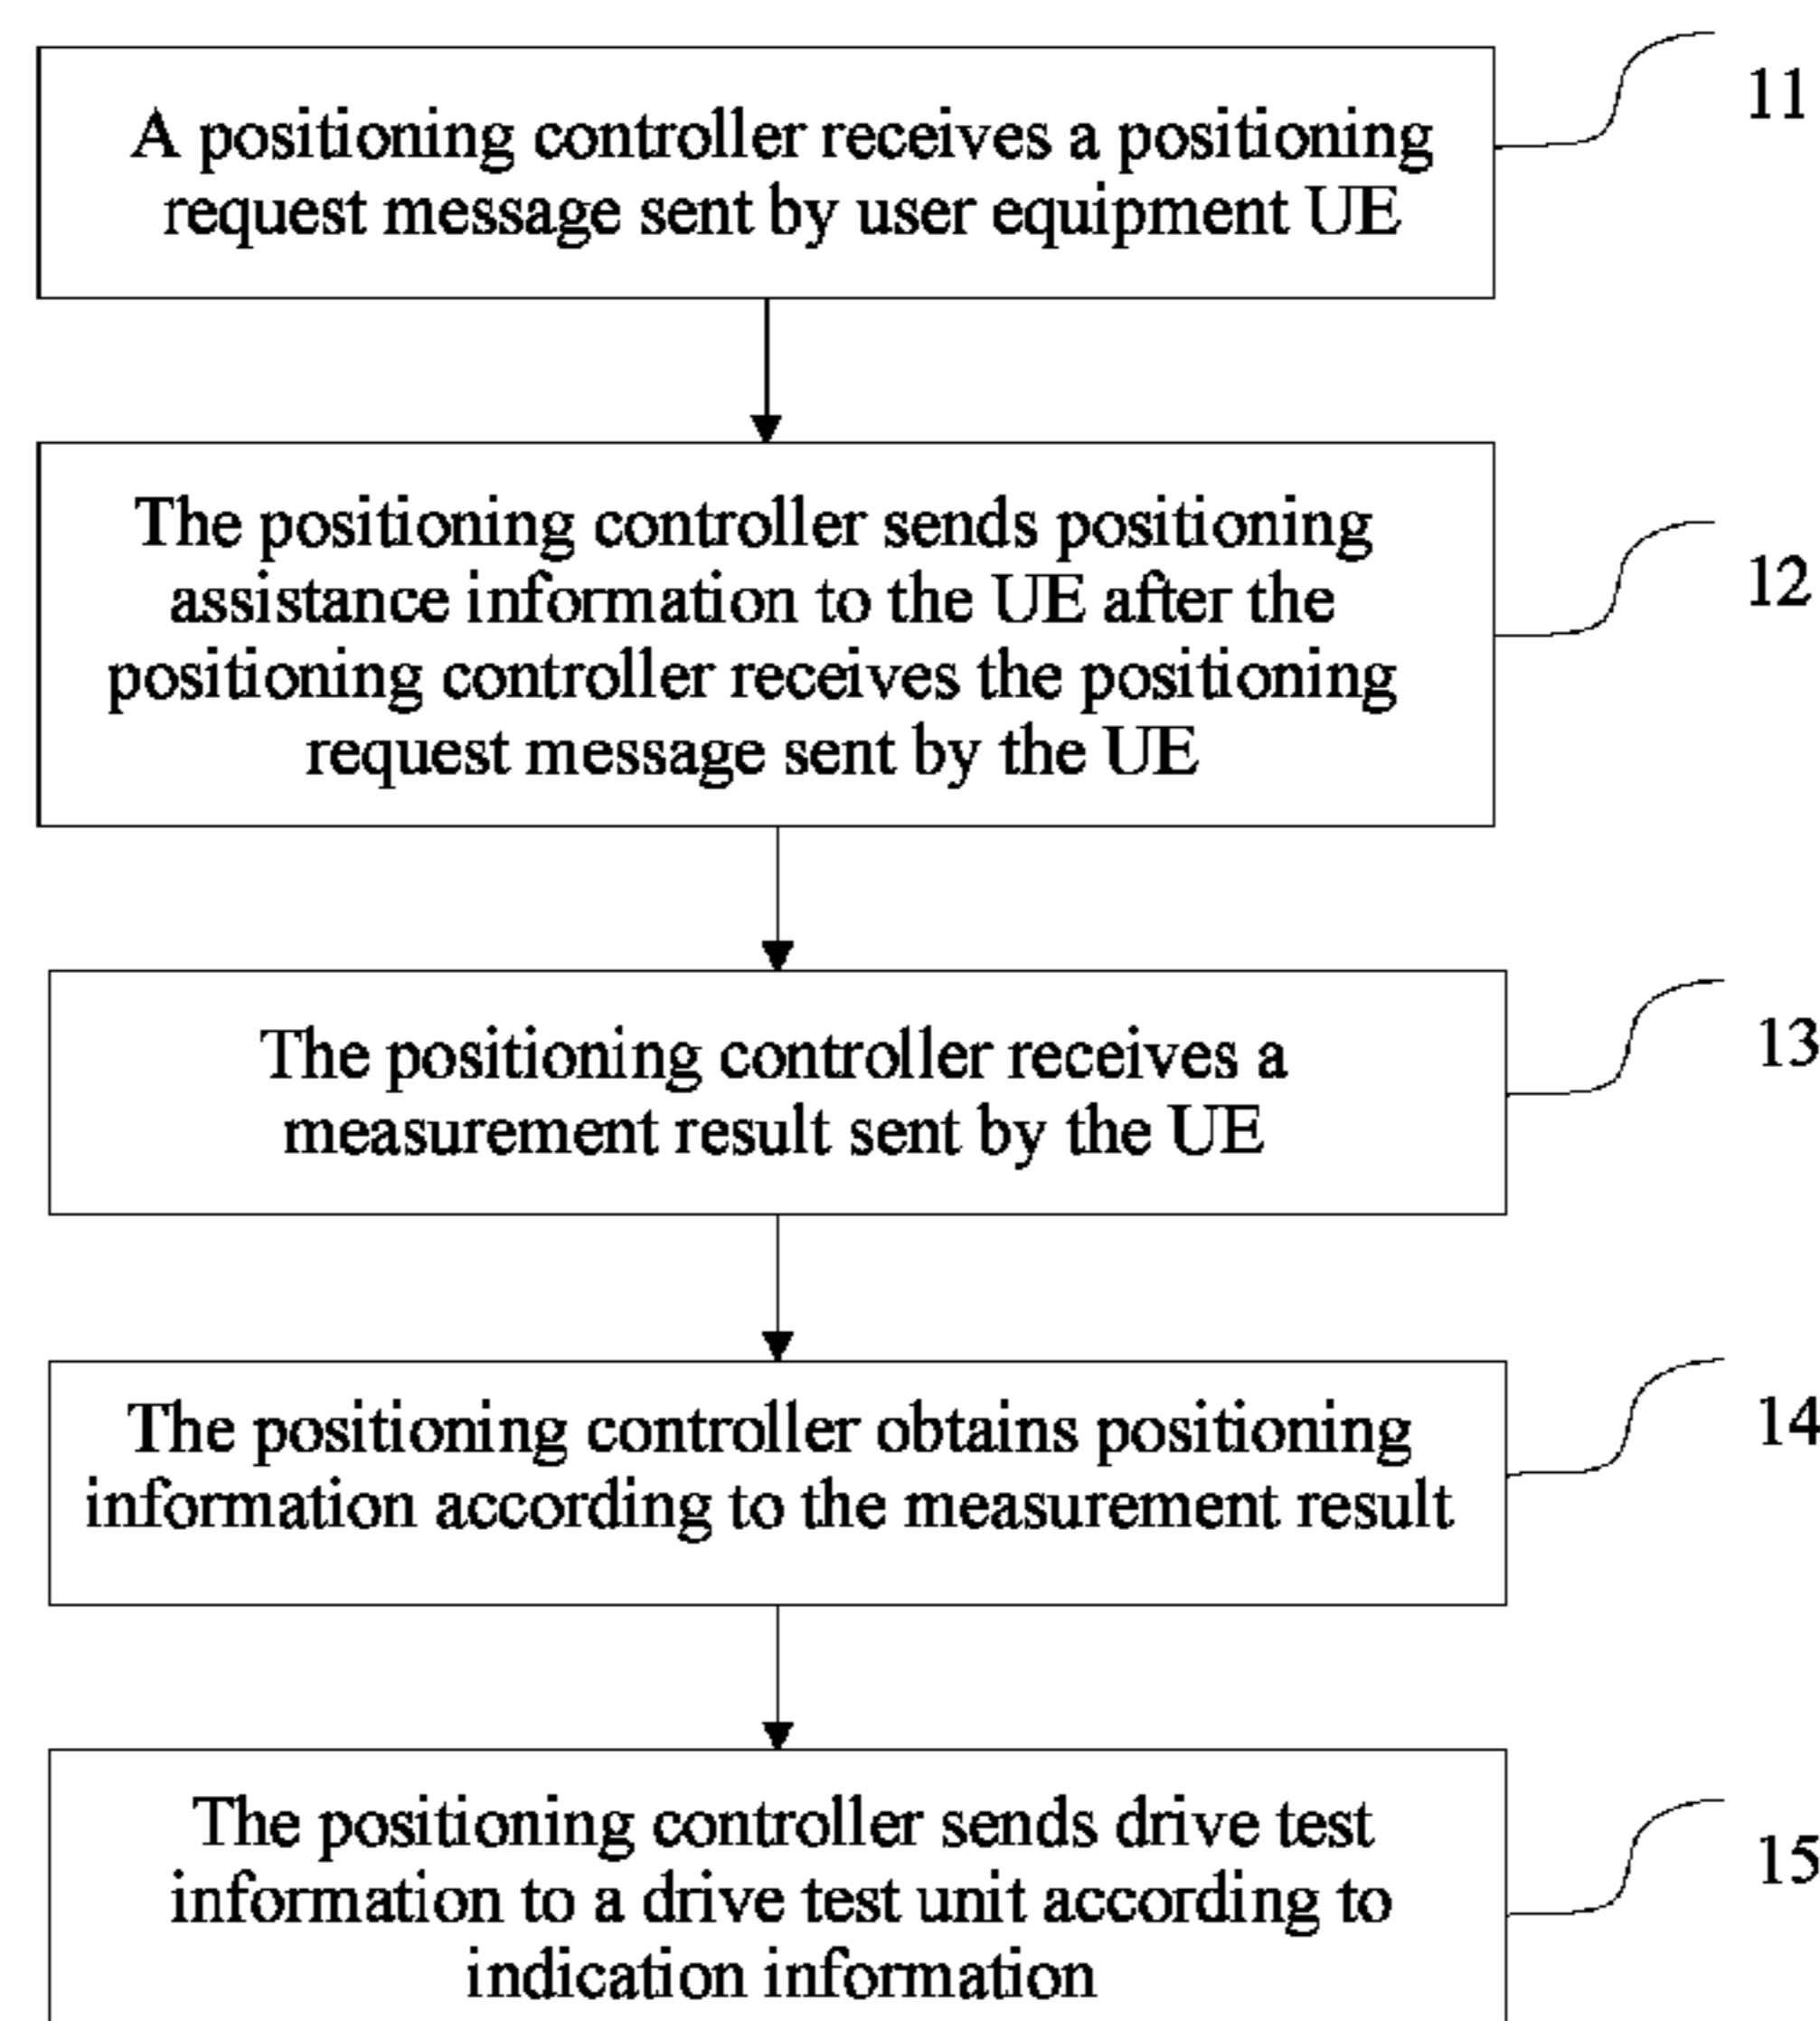 A positioning controller receives a positioning
request message sent by user equipment UE
11
The positioning controller sends positioning
assistance information to the UE after the
positioning controller receives the positioning
request message sent by the UE
12
The positioning controller receives a
measurement result sent by the UE
13
The positioning controller obtains positioning
information according to the measurement result
14
The positioning controller sends drive test
information to a drive test unit according to
indication information
15